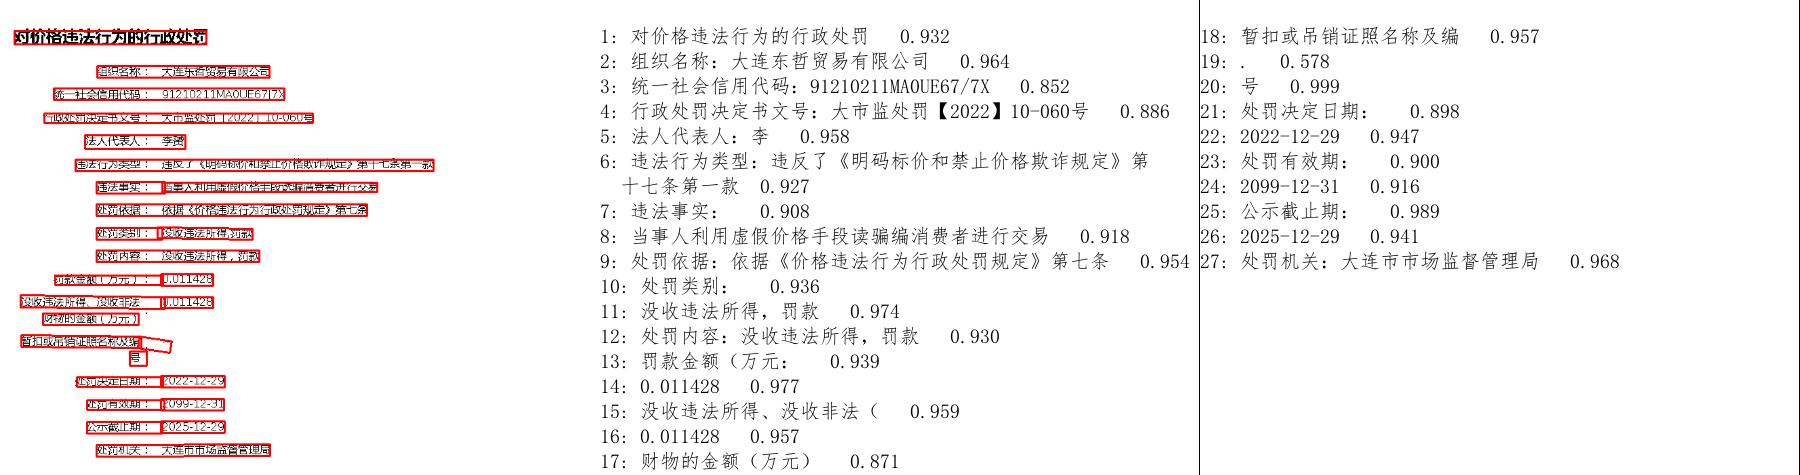 对价格违法行为的行政处罚
组织名称： 大连东哲贸易有限公司
统一社会信用代码： 91210211MA0UE67J7X
行政处罚决定书文号： 大市监处罚〔2022〕10-060号
法人代表人： 李赟
违法行为类型： 违反了《明码标价和禁止价格欺诈规定》第十七条第一款
违法事实： 当事人利用虚假价格手段诱骗消费者进行交易
处罚依据： 依据《价格违法行为行政处罚规定》第七条
处罚类别： 没收违法所得,罚款
处罚内容： 没收违法所得，罚款
罚款金额（万元）： 0.011428
没收违法所得、没收非法 0.011428
财物的金额（万元）
暂扣或吊销证照名称及编
号
处罚决定日期： 2022-12-29
处罚有效期： 2099-12-31
公示截止期： 2025-12-29
处罚机关： 大连市市场监督管理局
1: 对价格违法行为的行政处罚 0.932
2: 组织名称: 大连东哲贸易有限公司 0.964
3: 统一社会信用代码: 91210211MA0UE67/7X 0.852
4: 行政处罚决定书文号: 大市监处罚【2022】10-060号 0.886
5: 法人代表人: 李 0.958
6: 违法行为类型: 违反了《明码标价和禁止价格欺诈规定》第
十七条第一款 0.927
7: 违法事实: 0.908
8: 当事人利用虚假价格手段读骗编消费者进行交易 0.918
9: 处罚依据: 依据《价格违法行为行政处罚规定》第七条 0.954
10: 处罚类别: 0.936
11: 没收违法所得, 罚款 0.974
12: 处罚内容: 没收违法所得, 罚款 0.930
13: 罚款金额（万元: 0.939
14: 0.011428 0.977
15: 没收违法所得、没收非法（ 0.959
16: 0.011428 0.957
17: 财物的金额（万元） 0.871
18: 暂扣或吊销证照名称及编 0.957
19: . 0.578
20: 号 0.999
21: 处罚决定日期: 0.898
22: 2022-12-29 0.947
23: 处罚有效期: 0.900
24: 2099-12-31 0.916
25: 公示截止期: 0.989
26: 2025-12-29 0.941
27: 处罚机关: 大连市市场监督管理局 0.968